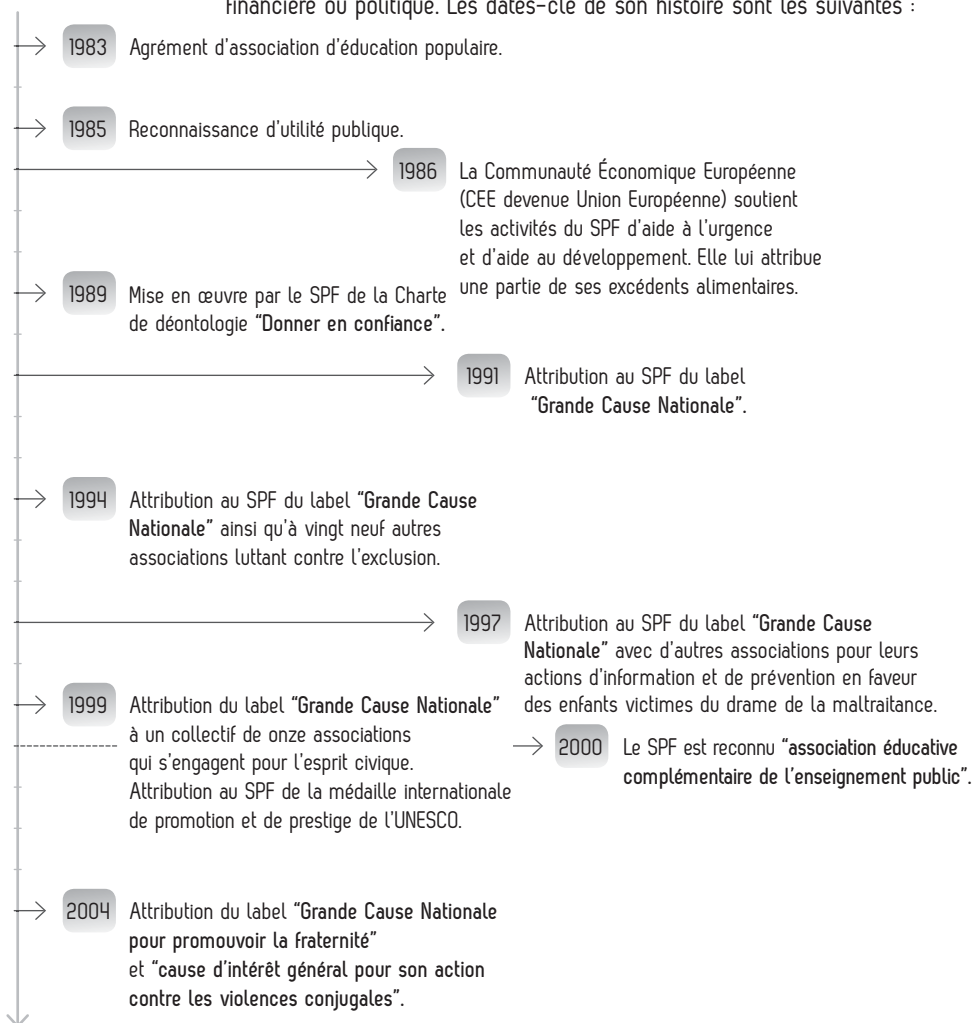 financière ou politique. Les dates-clé de son histoire sont les suivantes :
1983 Agrément d'association d'éducation populaire.
1985 Reconnaissance d'utilité publique.
1986 La Communauté Économique Européenne
(CEE devenue Union Européenne) soutient
les activités du SPF d'aide à l'urgence
et d'aide au développement. Elle lui attribue
une partie de ses excédents alimentaires.
1989 Mise en œuvre par le SPF de la Charte
de déontologie "Donner en confiance".
1991 Attribution au SPF du label
"Grande Cause Nationale".
1994 Attribution au SPF du label "Grande Cause
Nationale" ainsi qu'à vingt neuf autres
associations luttant contre l'exclusion.
1997 Attribution au SPF du label "Grande Cause
Nationale" avec d'autres associations pour leurs
actions d'information et de prévention en faveur
des enfants victimes du drame de la maltraitance.
1999 Attribution du label "Grande Cause Nationale"
à un collectif de onze associations
qui s'engagent pour l'esprit civique.
Attribution au SPF de la médaille internationale
de promotion et de prestige de l'UNESCO.
2000 Le SPF est reconnu "association éducative
complémentaire de l'enseignement public".
2004 Attribution du label "Grande Cause Nationale
pour promouvoir la fraternité"
et "cause d'intérêt général pour son action
contre les violences conjugales".